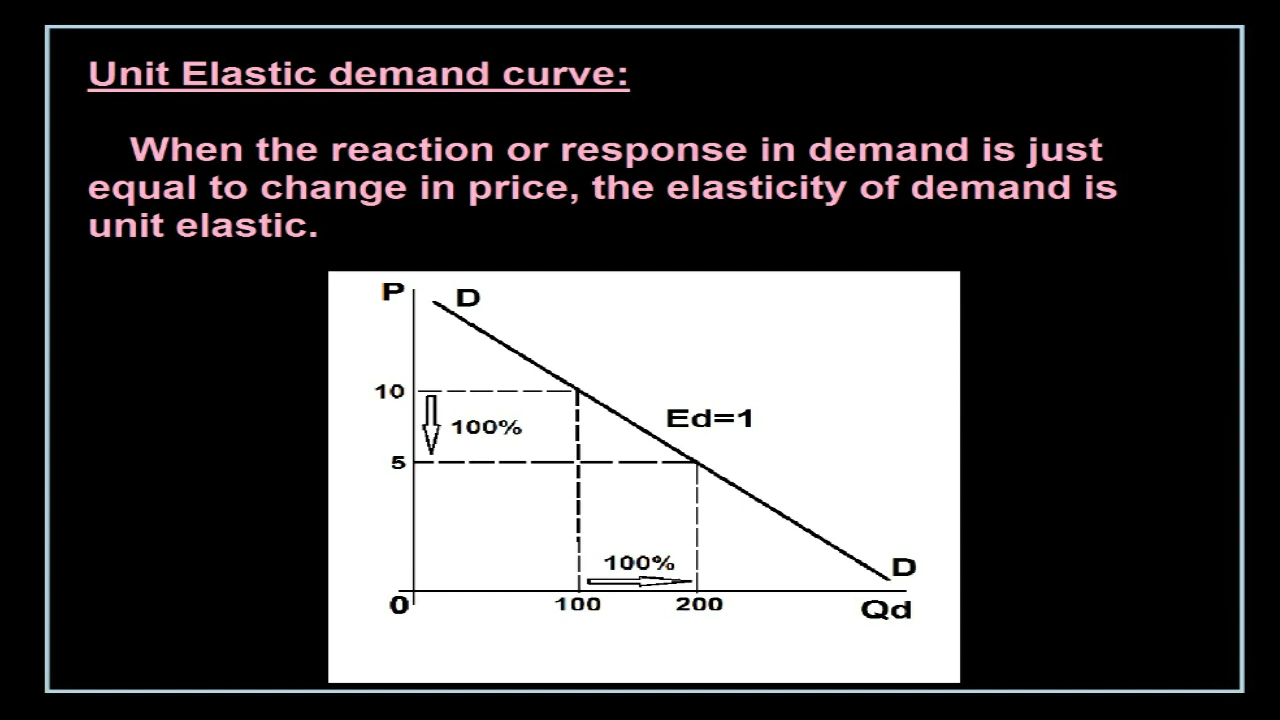 Unit Elastic demand curve:
When the reaction or response in demand is just
equal to change in price, the elasticity of demand is
unit elastic.
P
D
10
100%
Ed=1
5
100%
D
0
100
200
Qd